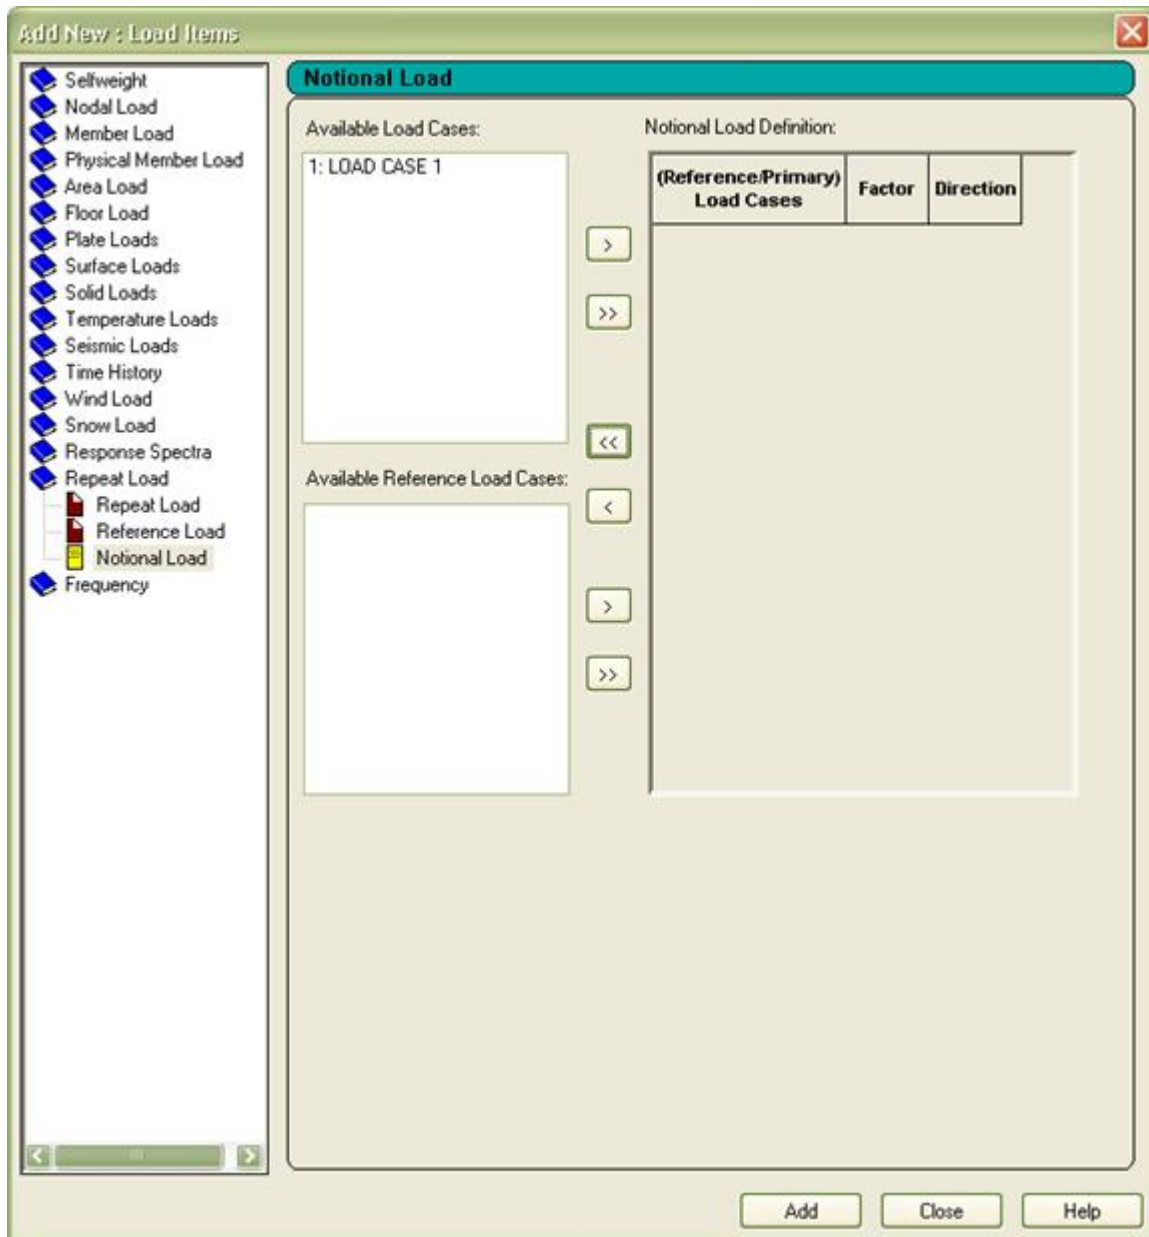 Add New : Load Items
Selfweight
Nodal Load
Member Load
Physical Member Load
Area Load
Floor Load
Plate Loads
Surface Loads
Solid Loads
Temperature Loads
Seismic Loads
Time History
Wind Load
Snow Load
Response Spectra
Repeat Load
Repeat Load
Reference Load
Notional Load
Frequency
Notional Load
Available Load Cases:
1: LOAD CASE 1
>
>>
<<
Available Reference Load Cases:
<
>
>>
Notional Load Definition:
(Reference/Primary)
Load Cases
Factor
Direction
Add
Close
Help